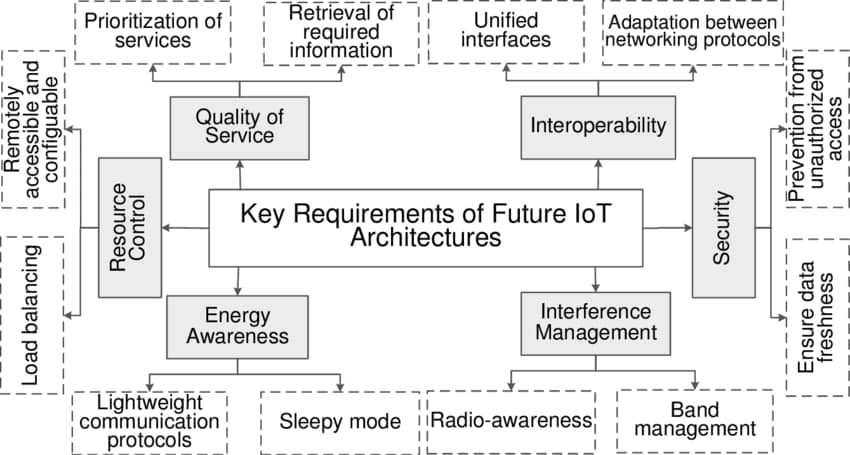 Prioritization of
services
Retrieval of
required
information
Unified
interfaces
Adaptation between
networking protocols
Remotely
accessible and
configuable
Quality of
Service
Interoperability
Prevention from
unauthorized
access
Resource
Control
Key Requirements of Future IoT
Architectures
Security
Load balancing
Energy
Awareness
Interference
Management
Ensure data
freshness
Lightweight
communication
protocols
Sleepy mode
Radio-awareness
Band
management